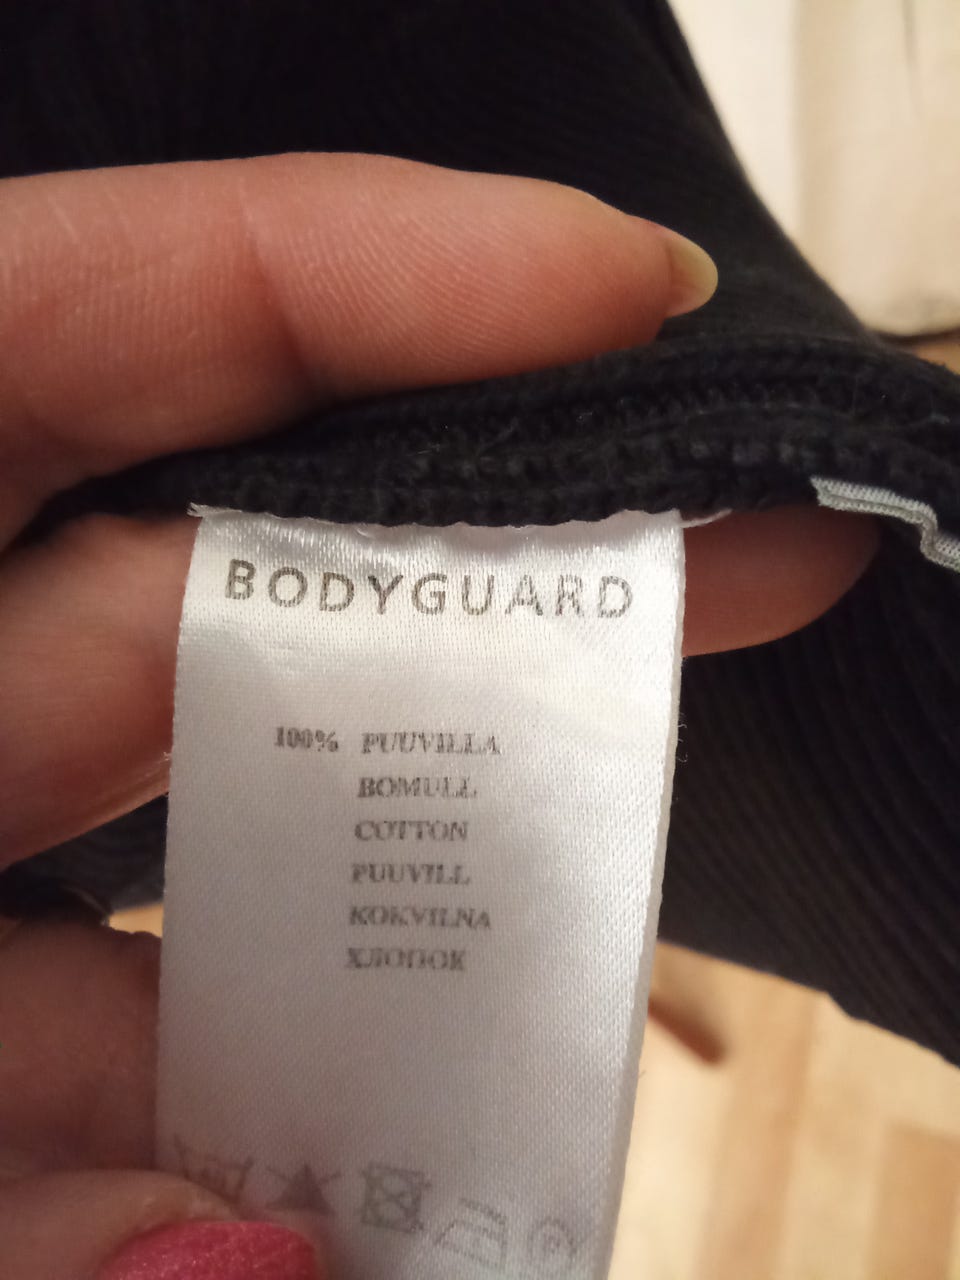 BODYGUARD
100% PUUVILLA
BOMULL
COTTON
PUUVILL
KOKVILNA
ХЛОПОК